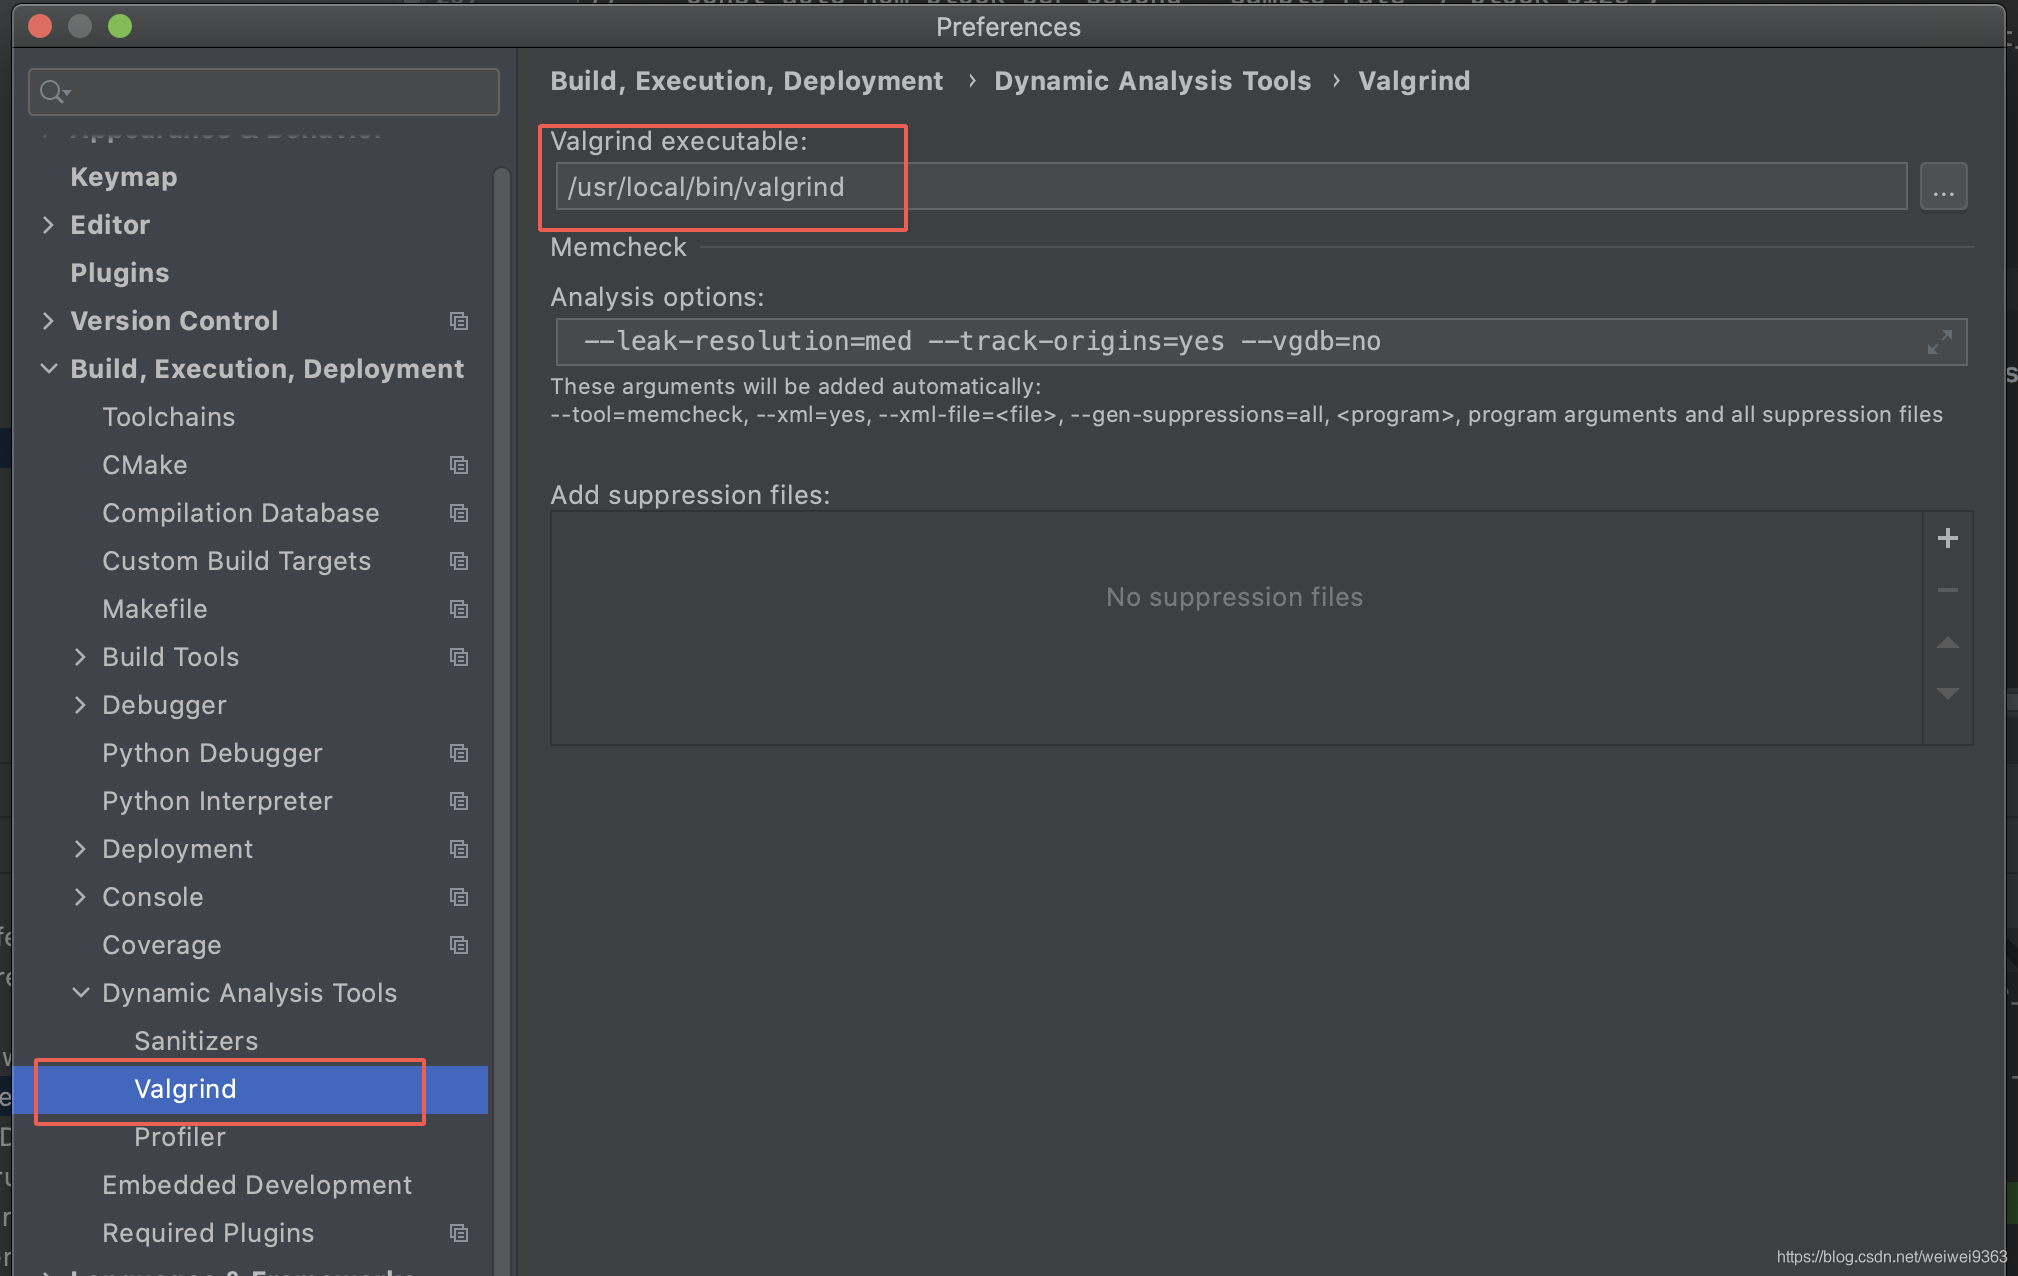 Preferences
Build, Execution, Deployment › Dynamic Analysis Tools › Valgrind
Appearance & Behavior
Keymap
Editor
Plugins
Version Control
Build, Execution, Deployment
Toolchains
CMake
Compilation Database
Custom Build Targets
Makefile
Build Tools
Debugger
Python Debugger
Python Interpreter
Deployment
Console
Coverage
Dynamic Analysis Tools
Sanitizers
Valgrind
Profiler
Embedded Development
Required Plugins
Languages & Frameworks
Valgrind executable:
/usr/local/bin/valgrind
...
Memcheck
Analysis options:
--leak-resolution=med --track-origins=yes --vgdb=no
These arguments will be added automatically:
--tool=memcheck, --xml=yes, --xml-file=<file>, --gen-suppressions=all, <program>, program arguments and all suppression files
Add suppression files:
No suppression files
https://blog.csdn.net/weiwei9363